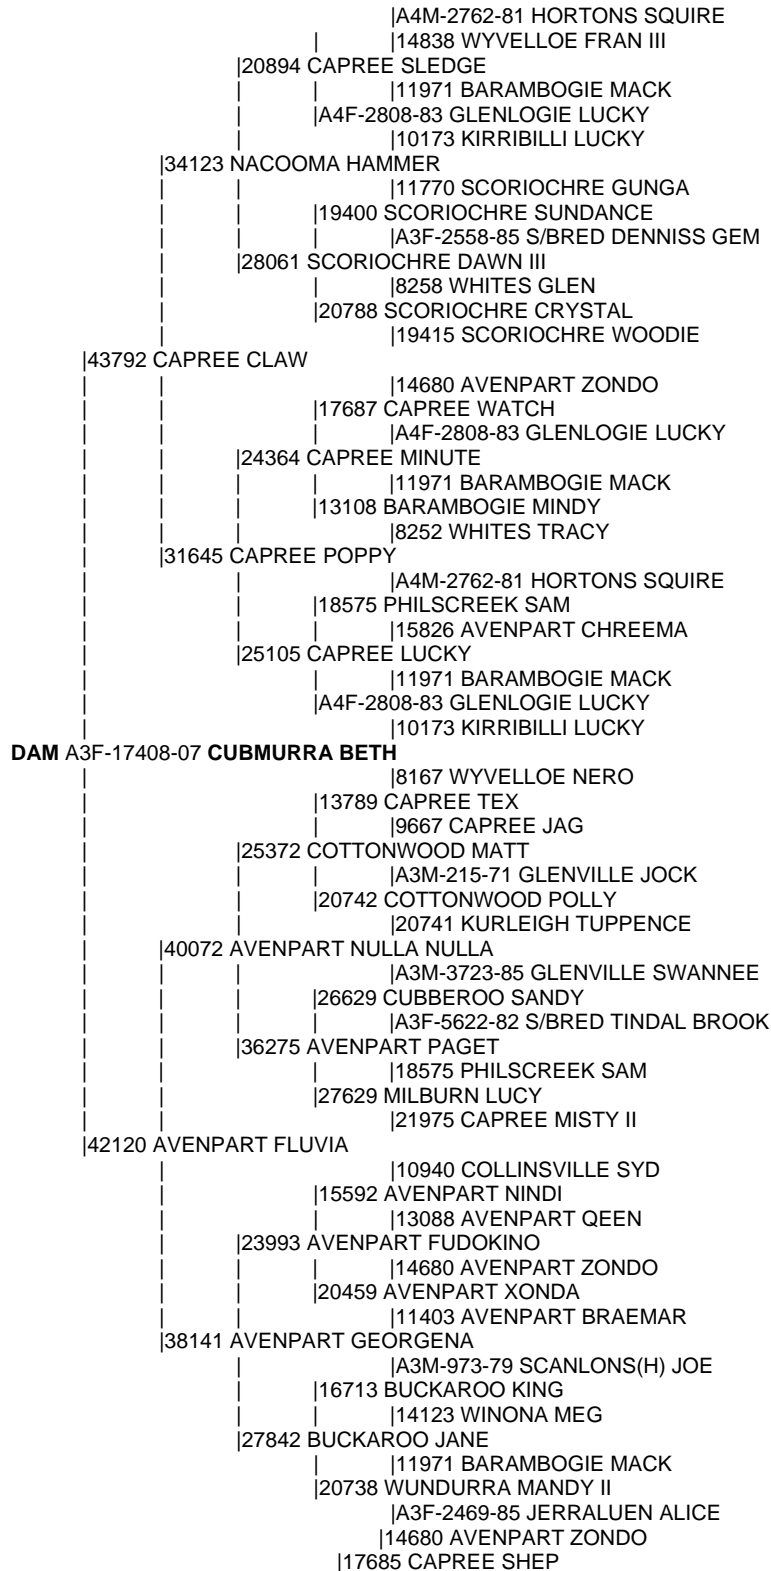 |A4M-2762-81 HORTONS SQUIRE
| |14838 WYVELLOE FRAN III
|20894 CAPREE SLEDGE
| | |11971 BARAMBOGIE MACK
| |A4F-2808-83 GLENLOGIE LUCKY
| |10173 KIRRIBILLI LUCKY
|34123 NACOOMA HAMMER
| | |11770 SCORIOCHRE GUNGA
| | |19400 SCORIOCHRE SUNDANCE
| | | |A3F-2558-85 S/BRED DENNISS GEM
| |28061 SCORIOCHRE DAWN III
| | |8258 WHITES GLEN
| |20788 SCORIOCHRE CRYSTAL
| |19415 SCORIOCHRE WOODIE
|43792 CAPREE CLAW
| | |14680 AVENPART ZONDO
| | |17687 CAPREE WATCH
| | | |A4F-2808-83 GLENLOGIE LUCKY
| | |24364 CAPREE MINUTE
| | | | |11971 BARAMBOGIE MACK
| | | |13108 BARAMBOGIE MINDY
| | | |8252 WHITES TRACY
| |31645 CAPREE POPPY
| | |A4M-2762-81 HORTONS SQUIRE
| | |18575 PHILSCREEK SAM
| | | |15826 AVENPART CHREEMA
| |25105 CAPREE LUCKY
| | |11971 BARAMBOGIE MACK
| |A4F-2808-83 GLENLOGIE LUCKY
| |10173 KIRRIBILLI LUCKY
DAM A3F-17408-07 CUBMURRA BETH
| |8167 WYVELLOE NERO
| |13789 CAPREE TEX
| | |9667 CAPREE JAG
| |25372 COTTONWOOD MATT
| | | |A3M-215-71 GLENVILLE JOCK
| | |20742 COTTONWOOD POLLY
| | |20741 KURLEIGH TUPPENCE
| |40072 AVENPART NULLA NULLA
| | | |A3M-3723-85 GLENVILLE SWANNEE
| | | |26629 CUBBEROO SANDY
| | | | |A3F-5622-82 S/BRED TINDAL BROOK
| | |36275 AVENPART PAGET
| | | |18575 PHILSCREEK SAM
| | |27629 MILBURN LUCY
| | |21975 CAPREE MISTY II
|42120 AVENPART FLUVIA
| |10940 COLLINSVILLE SYD
| |15592 AVENPART NINDI
| | |13088 AVENPART QEEN
| |23993 AVENPART FUDOKINO
| | | |14680 AVENPART ZONDO
| | |20459 AVENPART XONDA
| | |11403 AVENPART BRAEMAR
|38141 AVENPART GEORGENA
| |A3M-973-79 SCANLONS(H) JOE
| |16713 BUCKAROO KING
| | |14123 WINONA MEG
|27842 BUCKAROO JANE
| |11971 BARAMBOGIE MACK
|20738 WUNDURRA MANDY II
|A3F-2469-85 JERRALUEN ALICE
|14680 AVENPART ZONDO
|17685 CAPREE SHEP